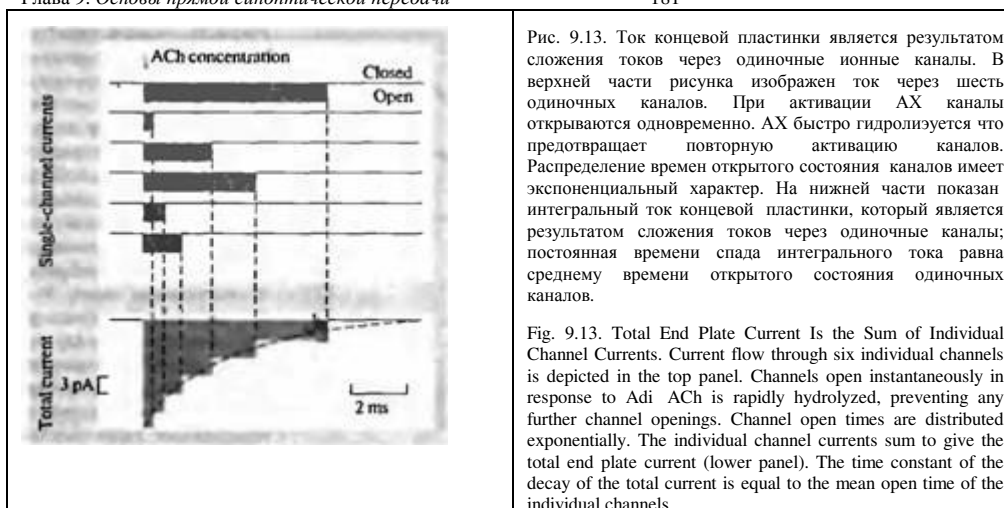 Глава 9. Основы прямой синоптической передачи 181
ACh concentration
Closed
Open
Single-channel currents
Total current
3 pA
2 ms
Рис. 9.13. Ток концевой пластинки является результатом
сложения токов через одиночные ионные каналы. В
верхней части рисунка изображен ток через шесть
одиночных каналов. При активации АХ каналы
открываются одновременно. АХ быстро гидролизуется что
предотвращает повторную активацию каналов.
Распределение времен открытого состояния каналов имеет
экспоненциальный характер. На нижней части показан
интегральный ток концевой пластинки, который является
результатом сложения токов через одиночные каналы;
постоянная времени спада интегрального тока равна
среднему времени открытого состояния одиночных
каналов.
Fig. 9.13. Total End Plate Current Is the Sum of Individual
Channel Currents. Current flow through six individual channels
is depicted in the top panel. Channels open instantaneously in
response to Adi ACh is rapidly hydrolyzed, preventing any
further channel openings. Channel open times are distributed
exponentially. The individual channel currents sum to give the
total end plate current (lower panel). The time constant of the
decay of the total current is equal to the mean open time of the
individual channels